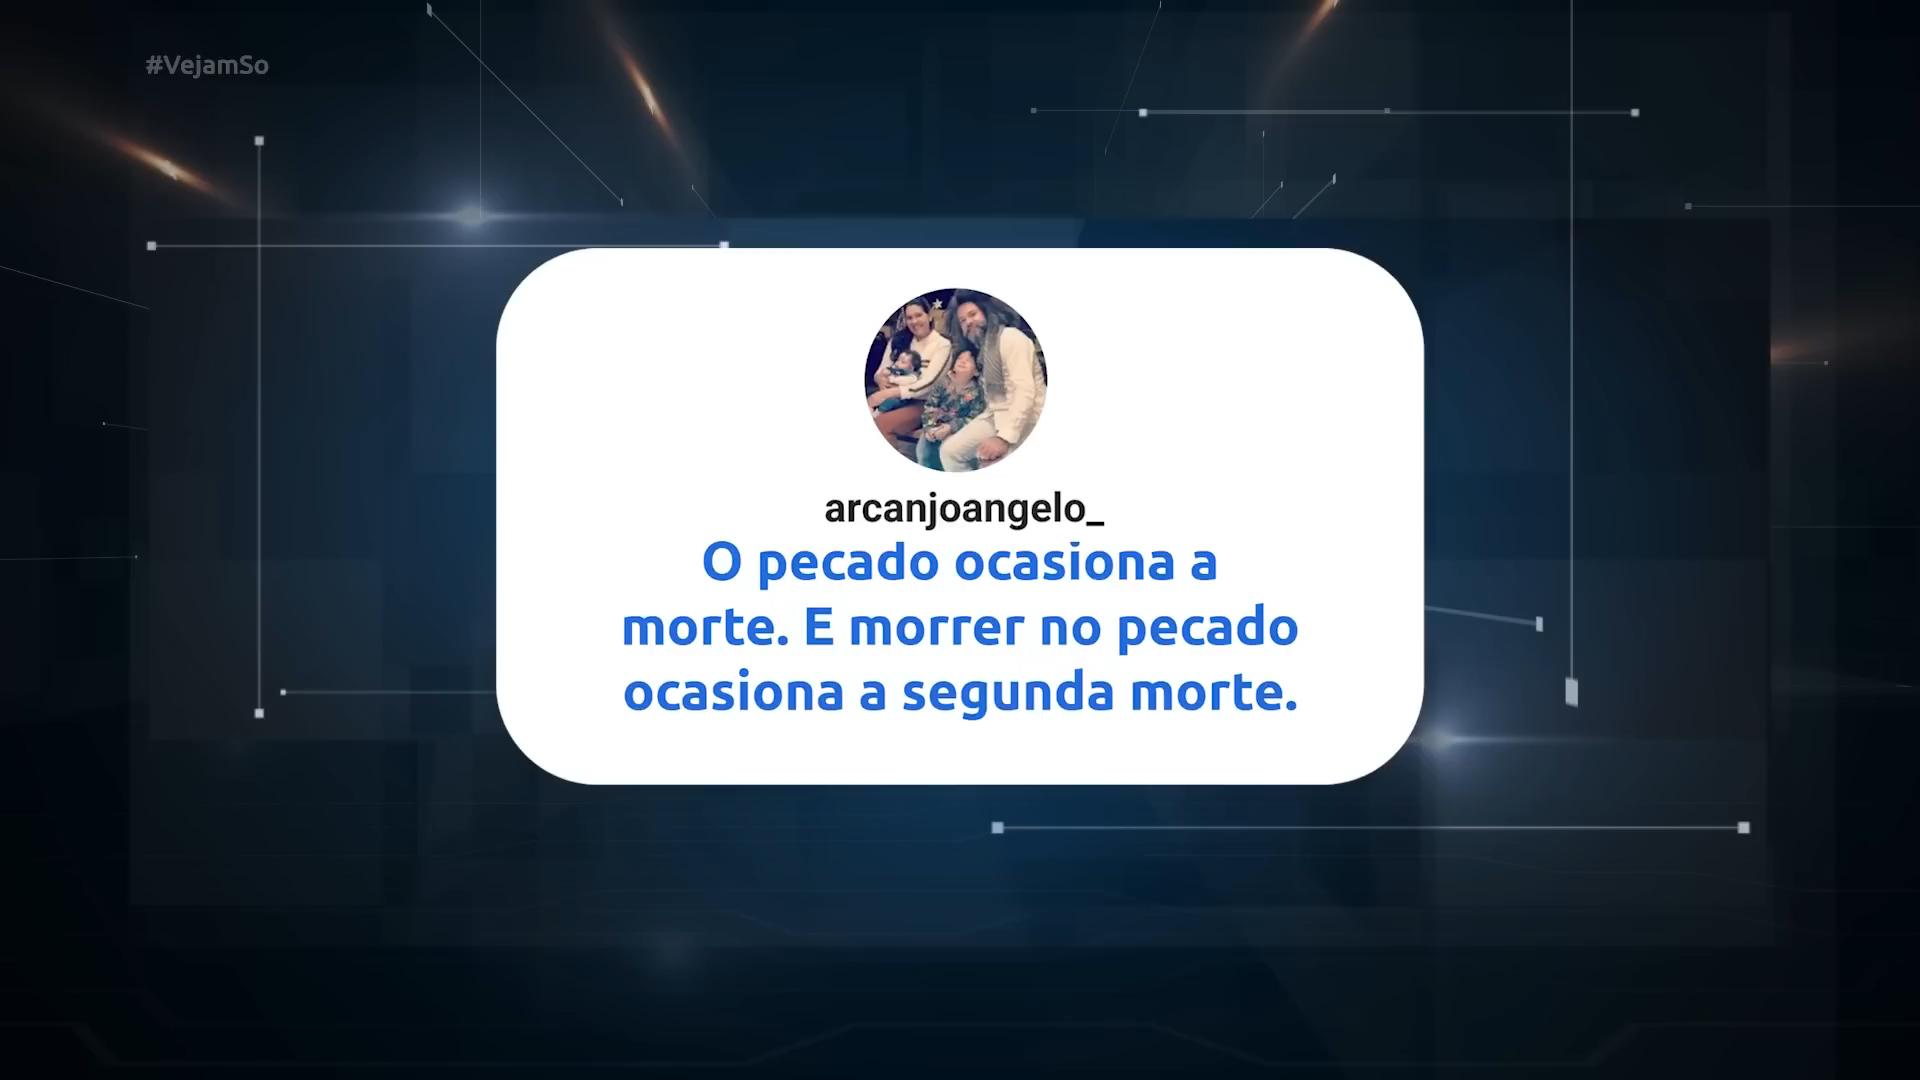 #VejamSo
arcanjoangelo_
O pecado ocasiona a
morte. E morrer no pecado
ocasiona a segunda morte.